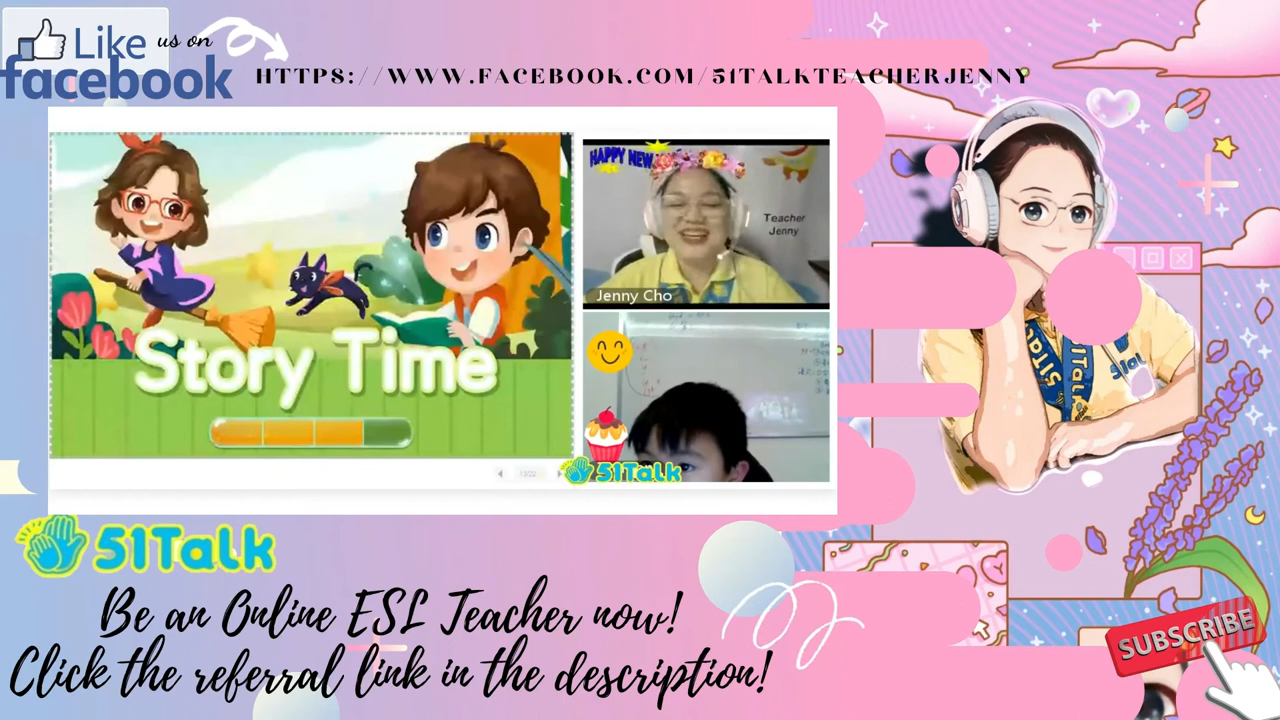 Like us on
facebook
HTTPS://WWW.FACEBOOK.COM/51TALKTEACHERJENNY
Story Time
HAPPY NEW
Teacher
Jenny
Jenny Cho
51Talk
51Talk
Be an Online ESL Teacher now!
Click the referral link in the description!
51Talk
SUBSCRIBE